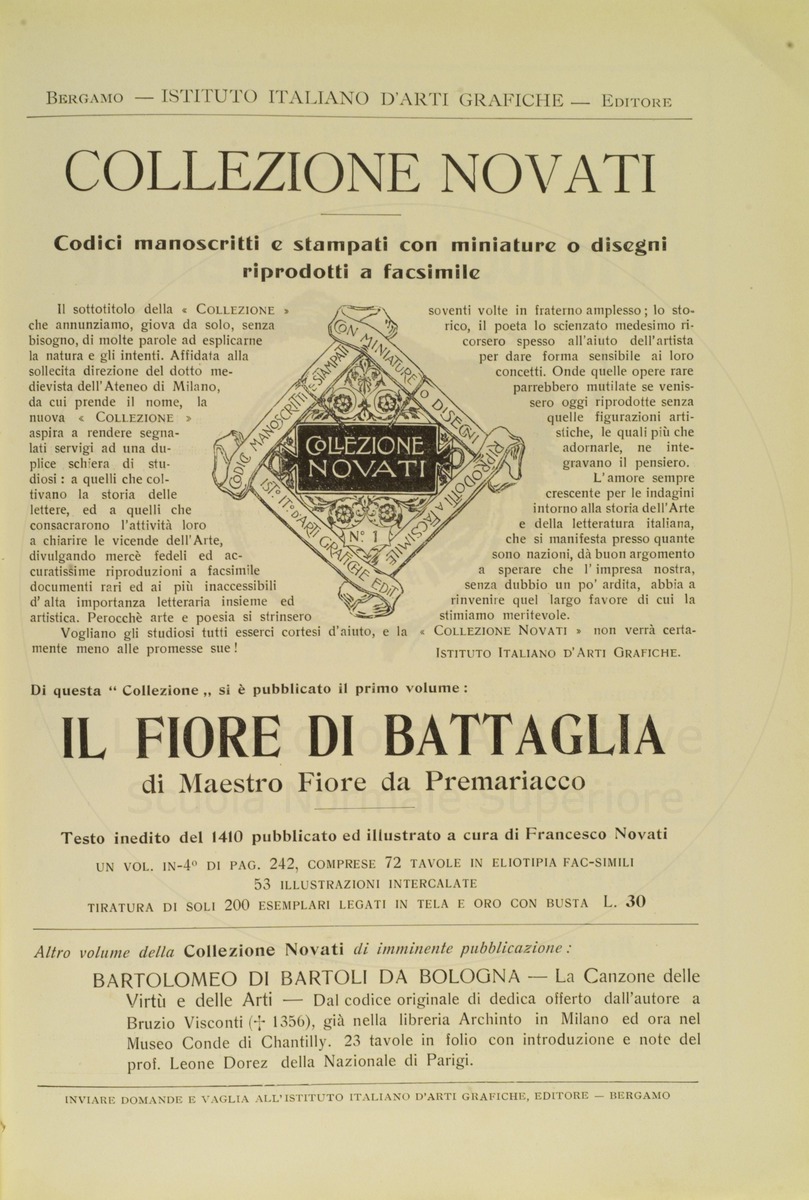 BERGAMO — ISTITUTO ITALIANO D'ARTI GRAFICHE — EDITORE
COLLEZIONE NOVATI
Codici manoscritti e stampati con miniature o disegni
riprodotti a facsimile
Il sottotitolo della « COLLEZIONE »
che annunziamo, giova da solo, senza
bisogno, di molte parole ad esplicarne
la natura e gli intenti. Affidata alla
sollecita direzione del dotto me-
dievista dell'Ateneo di Milano,
da cui prende il nome, la
nuova « COLLEZIONE »
aspira a rendere segna-
lati servigi ad una du-
plice schiera di stu-
diosi : a quelli che col-
tivano la storia delle
lettere, ed a quelli che
consacrarono l'attività loro
a chiarire le vicende dell'Arte,
divulgando mercè fedeli ed ac-
curatissime riproduzioni a facsimile
documenti rari ed ai più inaccessibili
d'alta importanza letteraria insieme ed
artistica. Perocchè arte e poesia si strinsero
CODICI MANOSCRITTI E STAMPATI
CON MINIATURE O DISEGNI
RIPRODOTTI A FACSIMILE
IST.° IT.° D'ARTI GRAFICHE EDIT
COLLEZIONE
NOVATI
N.° 1
soventi volte in fraterno amplesso ; lo sto-
rico, il poeta lo scienzato medesimo ri-
corsero spesso all'aiuto dell'artista
per dare forma sensibile ai loro
concetti. Onde quelle opere rare
parrebbero mutilate se venis-
sero oggi riprodotte senza
quelle figurazioni arti-
stiche, le quali più che
adornarle, ne inte-
gravano il pensiero.
L'amore sempre
crescente per le indagini
intorno alla storia dell'Arte
e della letteratura italiana,
che si manifesta presso quante
sono nazioni, dà buon argomento
a sperare che l'impresa nostra,
senza dubbio un po' ardita, abbia a
rinvenire quel largo favore di cui la
stimiamo meritevole.
Vogliano gli studiosi tutti esserci cortesi d'aiuto, e la « COLLEZIONE NOVATI » non verrà certa-
mente meno alle promesse sue !
ISTITUTO ITALIANO D'ARTI GRAFICHE.
Di questa “ Collezione „ si è pubblicato il primo volume :
IL FIORE DI BATTAGLIA
di Maestro Fiore da Premariacco
Testo inedito del 1410 pubblicato ed illustrato a cura di Francesco Novati
UN VOL. IN-4° DI PAG. 242, COMPRESE 72 TAVOLE IN ELIOTIPIA FAC-SIMILI
53 ILLUSTRAZIONI INTERCALATE
TIRATURA DI SOLI 200 ESEMPLARI LEGATI IN TELA E ORO CON BUSTA L. 30
Altro volume della Collezione Novati di imminente pubblicazione :
BARTOLOMEO DI BARTOLI DA BOLOGNA — La Canzone delle
Virtù e delle Arti — Dal codice originale di dedica offerto dall'autore a
Bruzio Visconti (✝ 1356), già nella libreria Archinto in Milano ed ora nel
Museo Conde di Chantilly. 23 tavole in folio con introduzione e note del
prof. Leone Dorez della Nazionale di Parigi.
INVIARE DOMANDE E VAGLIA ALL'ISTITUTO ITALIANO D'ARTI GRAFICHE, EDITORE — BERGAMO
Scuola Normale Superiore